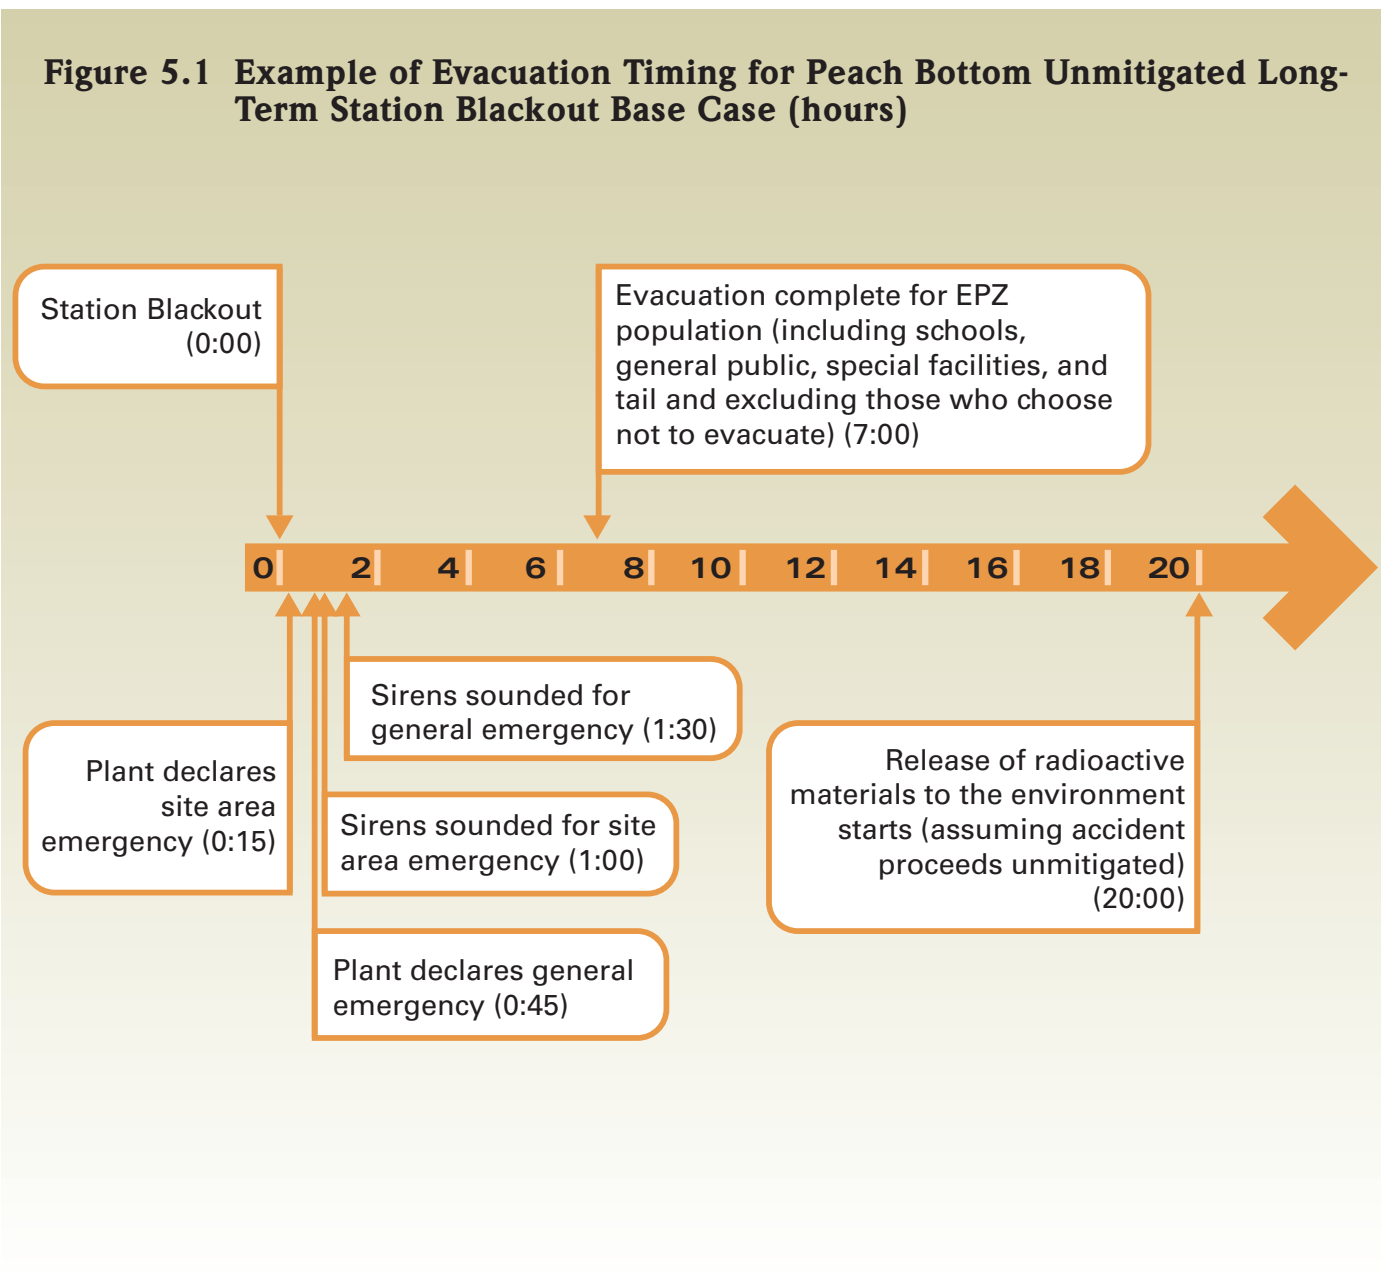 Figure 5.1 Example of Evacuation Timing for Peach Bottom Unmitigated Long-
Term Station Blackout Base Case (hours)
Station Blackout
(0:00)
Evacuation complete for EPZ
population (including schools,
general public, special facilities, and
tail and excluding those who choose
not to evacuate) (7:00)
0 2 4 6 8 10 12 14 16 18 20
Sirens sounded for
general emergency (1:30)
Plant declares
site area
emergency (0:15)
Sirens sounded for site
area emergency (1:00)
Plant declares general
emergency (0:45)
Release of radioactive
materials to the environment
starts (assuming accident
proceeds unmitigated)
(20:00)